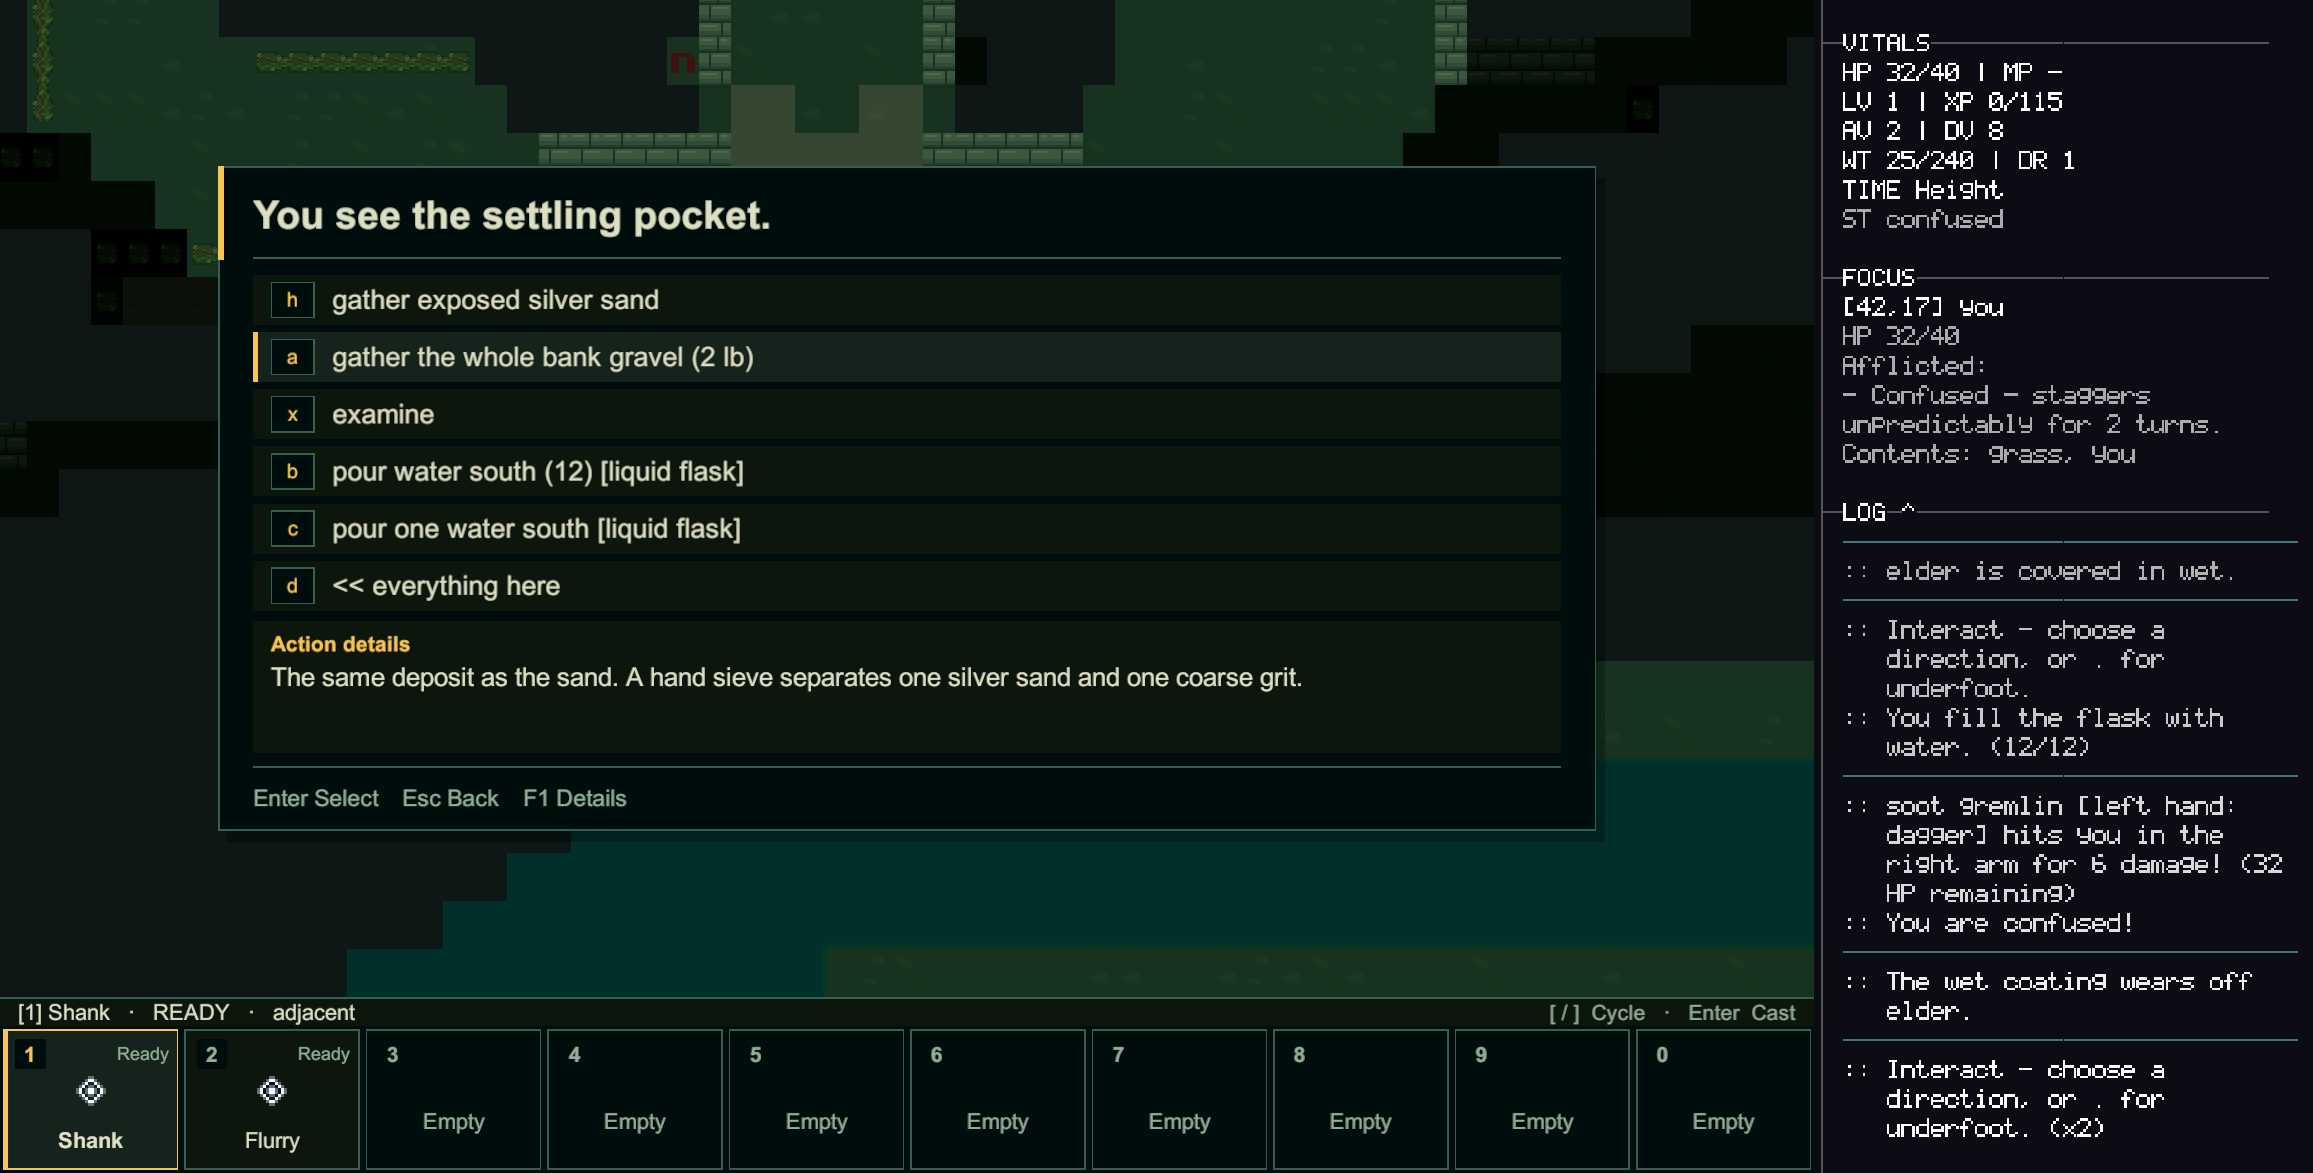 You see the settling pocket.
h gather exposed silver sand
a gather the whole bank gravel (2 lb)
x examine
b pour water south (12) [liquid flask]
c pour one water south [liquid flask]
d << everything here
Action details
The same deposit as the sand. A hand sieve separates one silver sand and one coarse grit.
Enter Select Esc Back F1 Details
n
[1] Shank · READY · adjacent
[ / ] Cycle · Enter Cast
1 Ready
Shank
2 Ready
Flurry
3
Empty
4
Empty
5
Empty
6
Empty
7
Empty
8
Empty
9
Empty
0
Empty
VITALS
HP 32/40 | MP -
LV 1 | XP 0/115
AV 2 | DV 8
WT 25/240 | DR 1
TIME Height
ST confused
FOCUS
[42,17] You
HP 32/40
Afflicted:
- Confused - staggers
unpredictably for 2 turns.
Contents: grass, You
LOG ^
:: elder is covered in wet.
:: Interact - choose a
direction, or . for
underfoot.
:: You fill the flask with
water. (12/12)
:: soot gremlin [left hand:
dagger] hits you in the
right arm for 6 damage! (32
HP remaining)
:: You are confused!
:: The wet coating wears off
elder.
:: Interact - choose a
direction, or . for
underfoot. (x2)